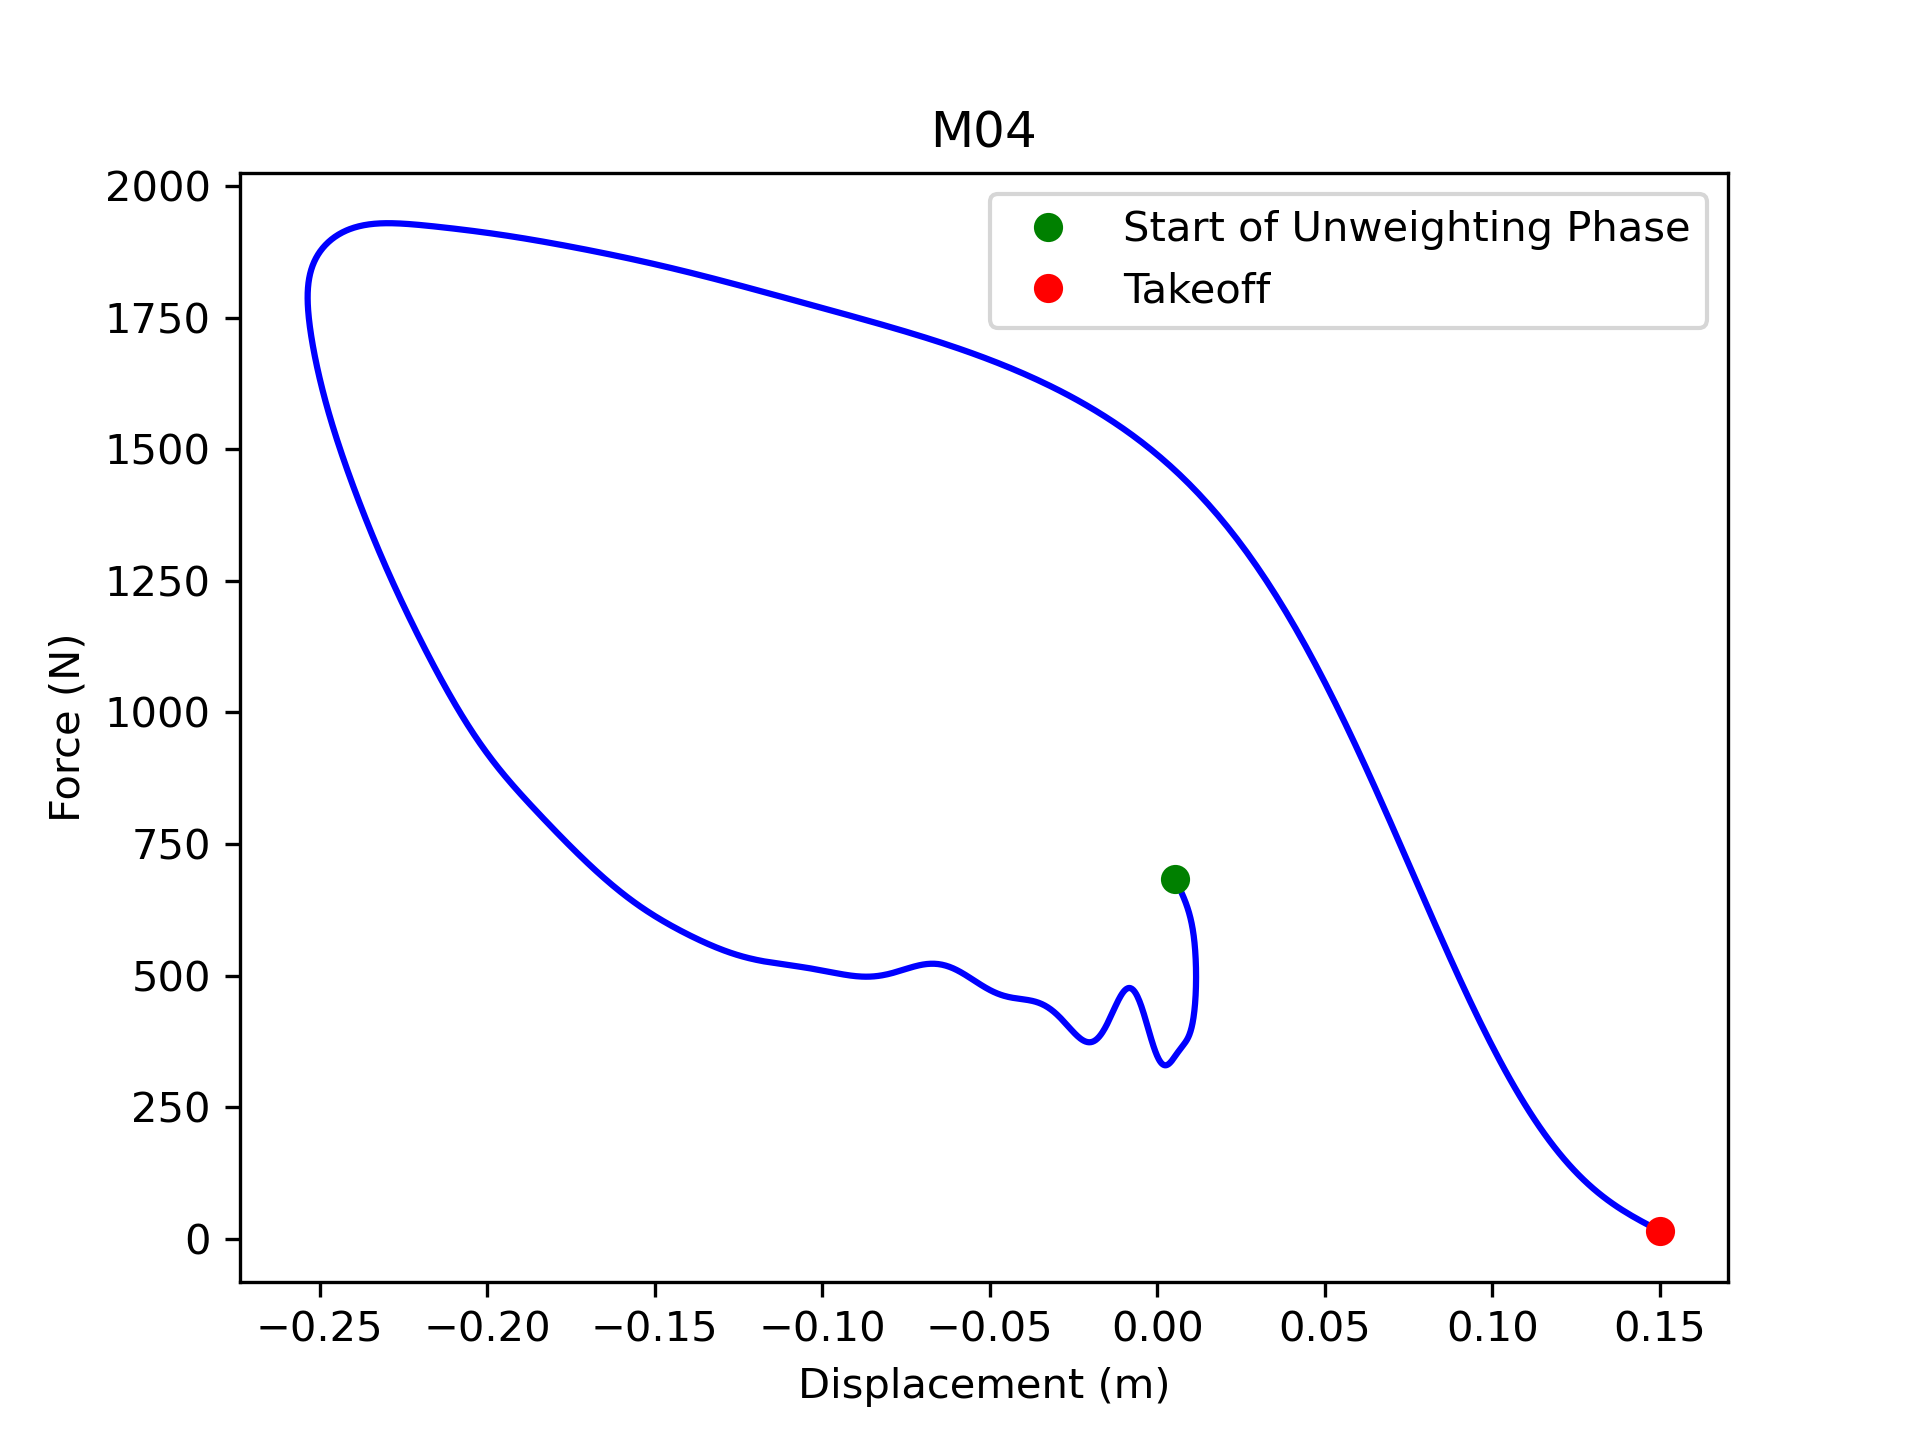 M04
Start of Unweighting Phase
Takeoff
2000
1750
1500
1250
1000
750
500
250
0
Force (N)
−0.25 −0.20 −0.15 −0.10 −0.05 0.00 0.05 0.10 0.15
Displacement (m)